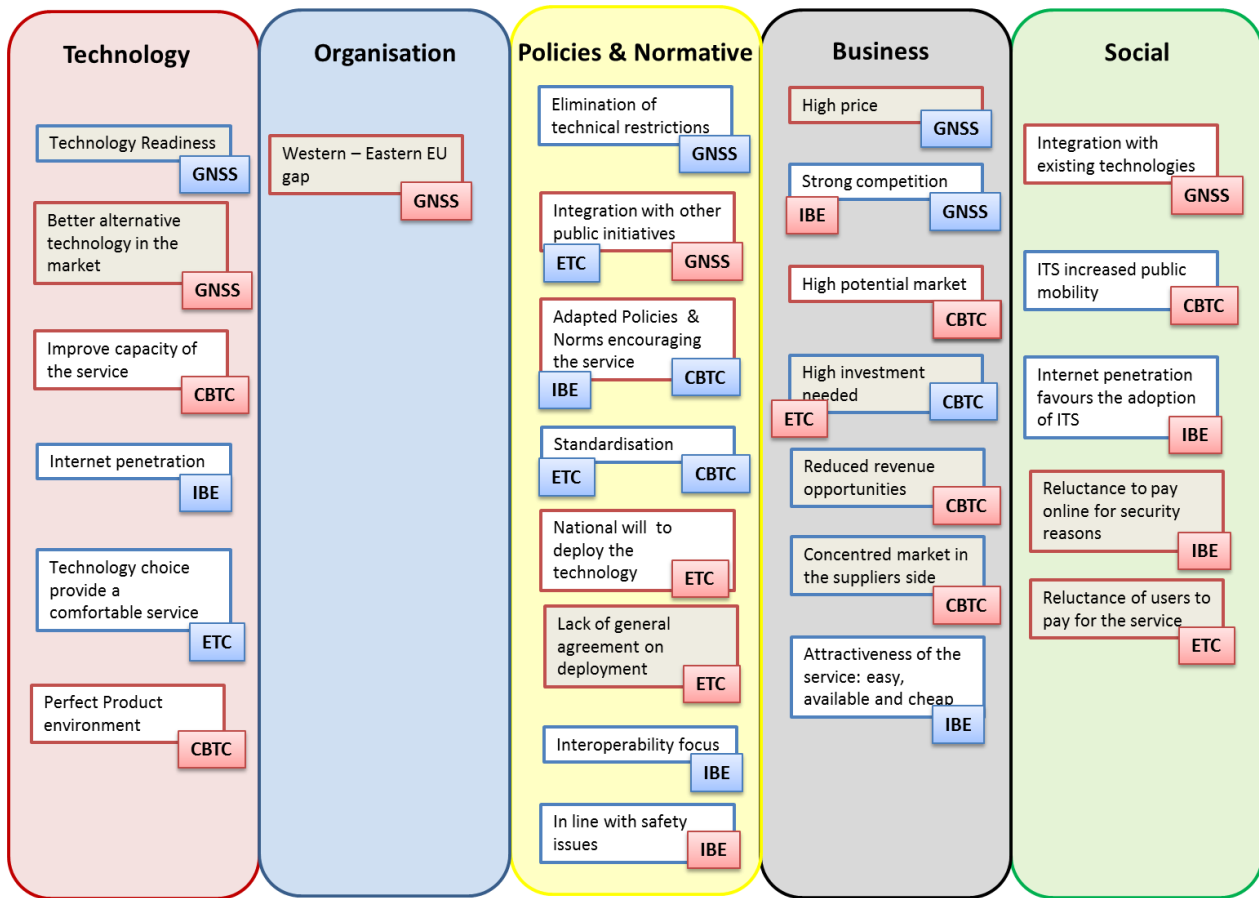 Technology
Technology Readiness
GNSS
Better alternative
technology in the
market
GNSS
Improve capacity of
the service
CBTC
Internet penetration
IBE
Technology choice
provide a
comfortable service
ETC
Perfect Product
environment
CBTC
Organisation
Western – Eastern EU
gap
GNSS
Policies & Normative
Elimination of
technical restrictions
GNSS
Integration with other
public initiatives
ETC
GNSS
Adapted Policies &
Norms encouraging
the service
IBE
CBTC
Standardisation
ETC
CBTC
National will to
deploy the
technology
ETC
Lack of general
agreement on
deployment
ETC
Interoperability focus
IBE
In line with safety
issues
IBE
Business
High price
GNSS
Strong competition
IBE
GNSS
High potential market
CBTC
High investment
needed
ETC
CBTC
Reduced revenue
opportunities
CBTC
Concentred market in
the suppliers side
CBTC
Attractiveness of the
service: easy,
available and cheap
IBE
Social
Integration with
existing technologies
GNSS
ITS increased public
mobility
CBTC
Internet penetration
favours the adoption
of ITS
IBE
Reluctance to pay
online for security
reasons
IBE
Reluctance of users to
pay for the service
ETC